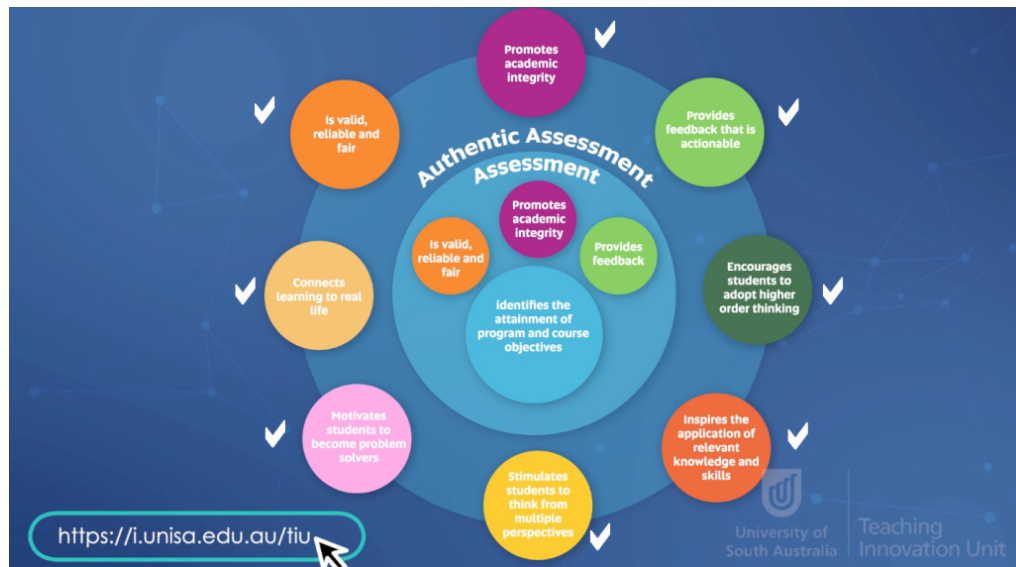 Promotes
academic
integrity
Is valid,
reliable and
fair
Provides
feedback that is
actionable
Authentic Assessment
Assessment
Promotes
academic
integrity
Is valid,
reliable and
fair
Provides
feedback
Connects
learning to real
life
identifies the
attainment of
program and course
objectives
Encourages
students to
adopt higher
order thinking
Motivates
students to
become problem
solvers
Inspires the
application of
relevant
knowledge and
skills
Stimulates
students to
think from
multiple
perspectives
https://i.unisa.edu.au/tiu
University of
South Australia
Teaching
Innovation Unit